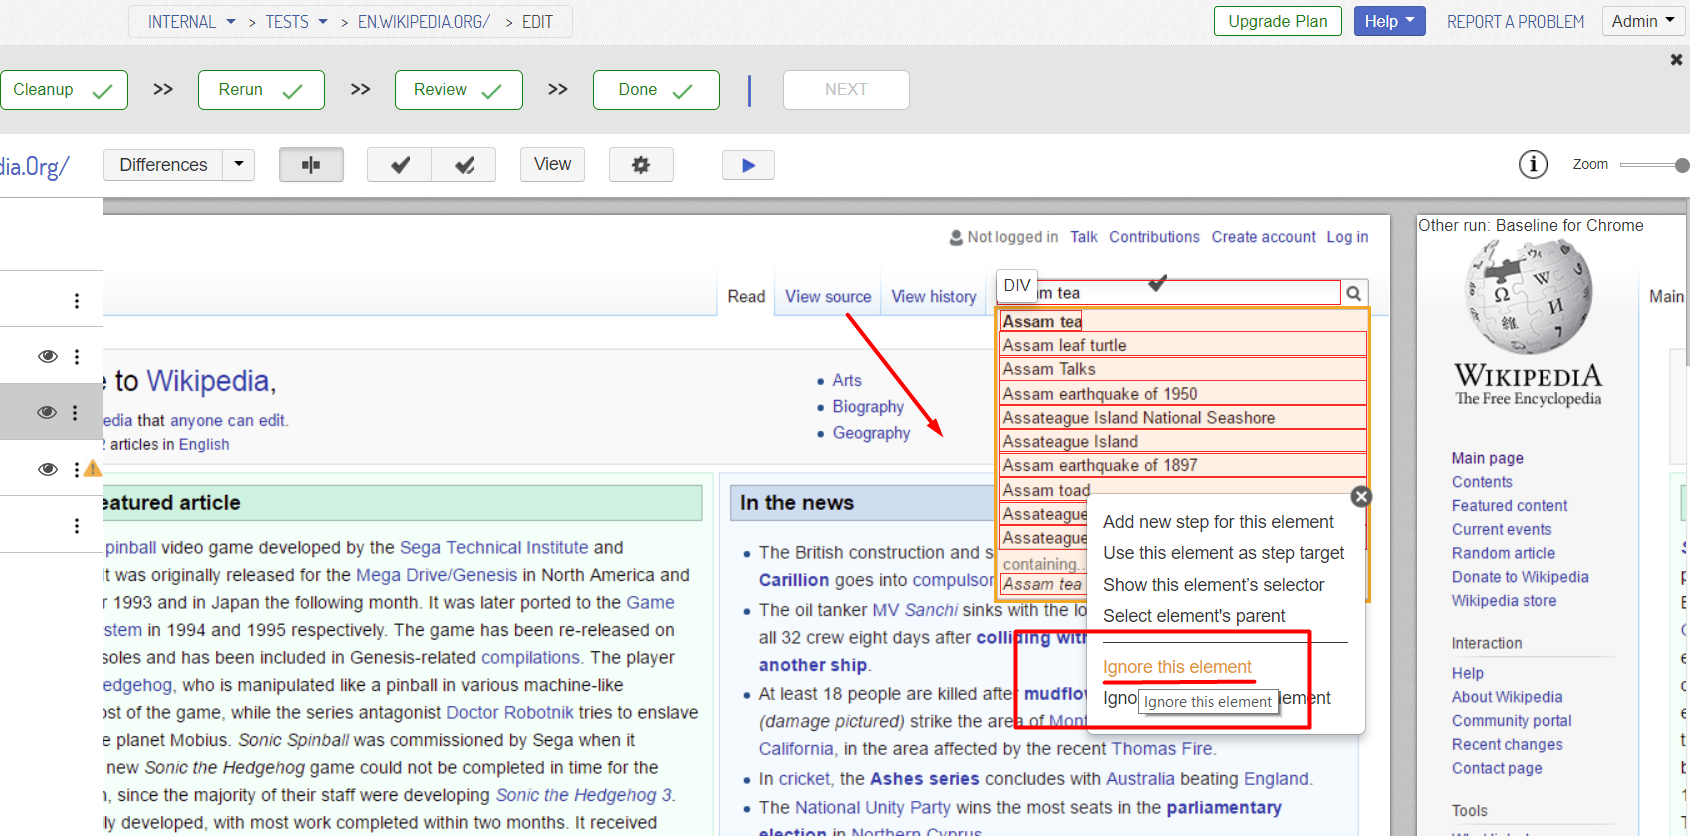 INTERNAL > TESTS > EN.WIKIPEDIA.ORG/ > EDIT
Upgrade Plan Help REPORT A PROBLEM Admin
Cleanup >> Rerun >> Review >> Done NEXT
dia.Org/ Differences View Zoom
Not logged in Talk Contributions Create account Log in
Read View source View history
DIV
m tea
Assam tea
Assam leaf turtle
Assam Talks
Assam earthquake of 1950
Assateague Island National Seashore
Assateague Island
Assam earthquake of 1897
Assam toad
Assateague
Assateague
containing...
Assam tea
to Wikipedia,
edia that anyone can edit.
2 articles in English
Arts
Biography
Geography
eatured article
pinball video game developed by the Sega Technical Institute and
It was originally released for the Mega Drive/Genesis in North America and
r 1993 and in Japan the following month. It was later ported to the Game
stem in 1994 and 1995 respectively. The game has been re-released on
soles and has been included in Genesis-related compilations. The player
edgehog, who is manipulated like a pinball in various machine-like
ost of the game, while the series antagonist Doctor Robotnik tries to enslave
e planet Mobius. Sonic Spinball was commissioned by Sega when it
new Sonic the Hedgehog game could not be completed in time for the
n, since the majority of their staff were developing Sonic the Hedgehog 3.
ly developed, with most work completed within two months. It received
In the news
The British construction and s
Carillion goes into compulsor
The oil tanker MV Sanchi sinks with the lo
all 32 crew eight days after colliding with
another ship.
At least 18 people are killed after mudflow
(damage pictured) strike the area of Mont
California, in the area affected by the recent Thomas Fire.
In cricket, the Ashes series concludes with Australia beating England.
The National Unity Party wins the most seats in the parliamentary
election in Northern Cyprus.
Add new step for this element
Use this element as step target
Show this element's selector
Select element's parent
Ignore this element
Igno
lement
Ignore this element
Other run: Baseline for Chrome
WIKIPEDIA
The Free Encyclopedia
Main
Main page
Contents
Featured content
Current events
Random article
Donate to Wikipedia
Wikipedia store
Interaction
Help
About Wikipedia
Community portal
Recent changes
Contact page
Tools